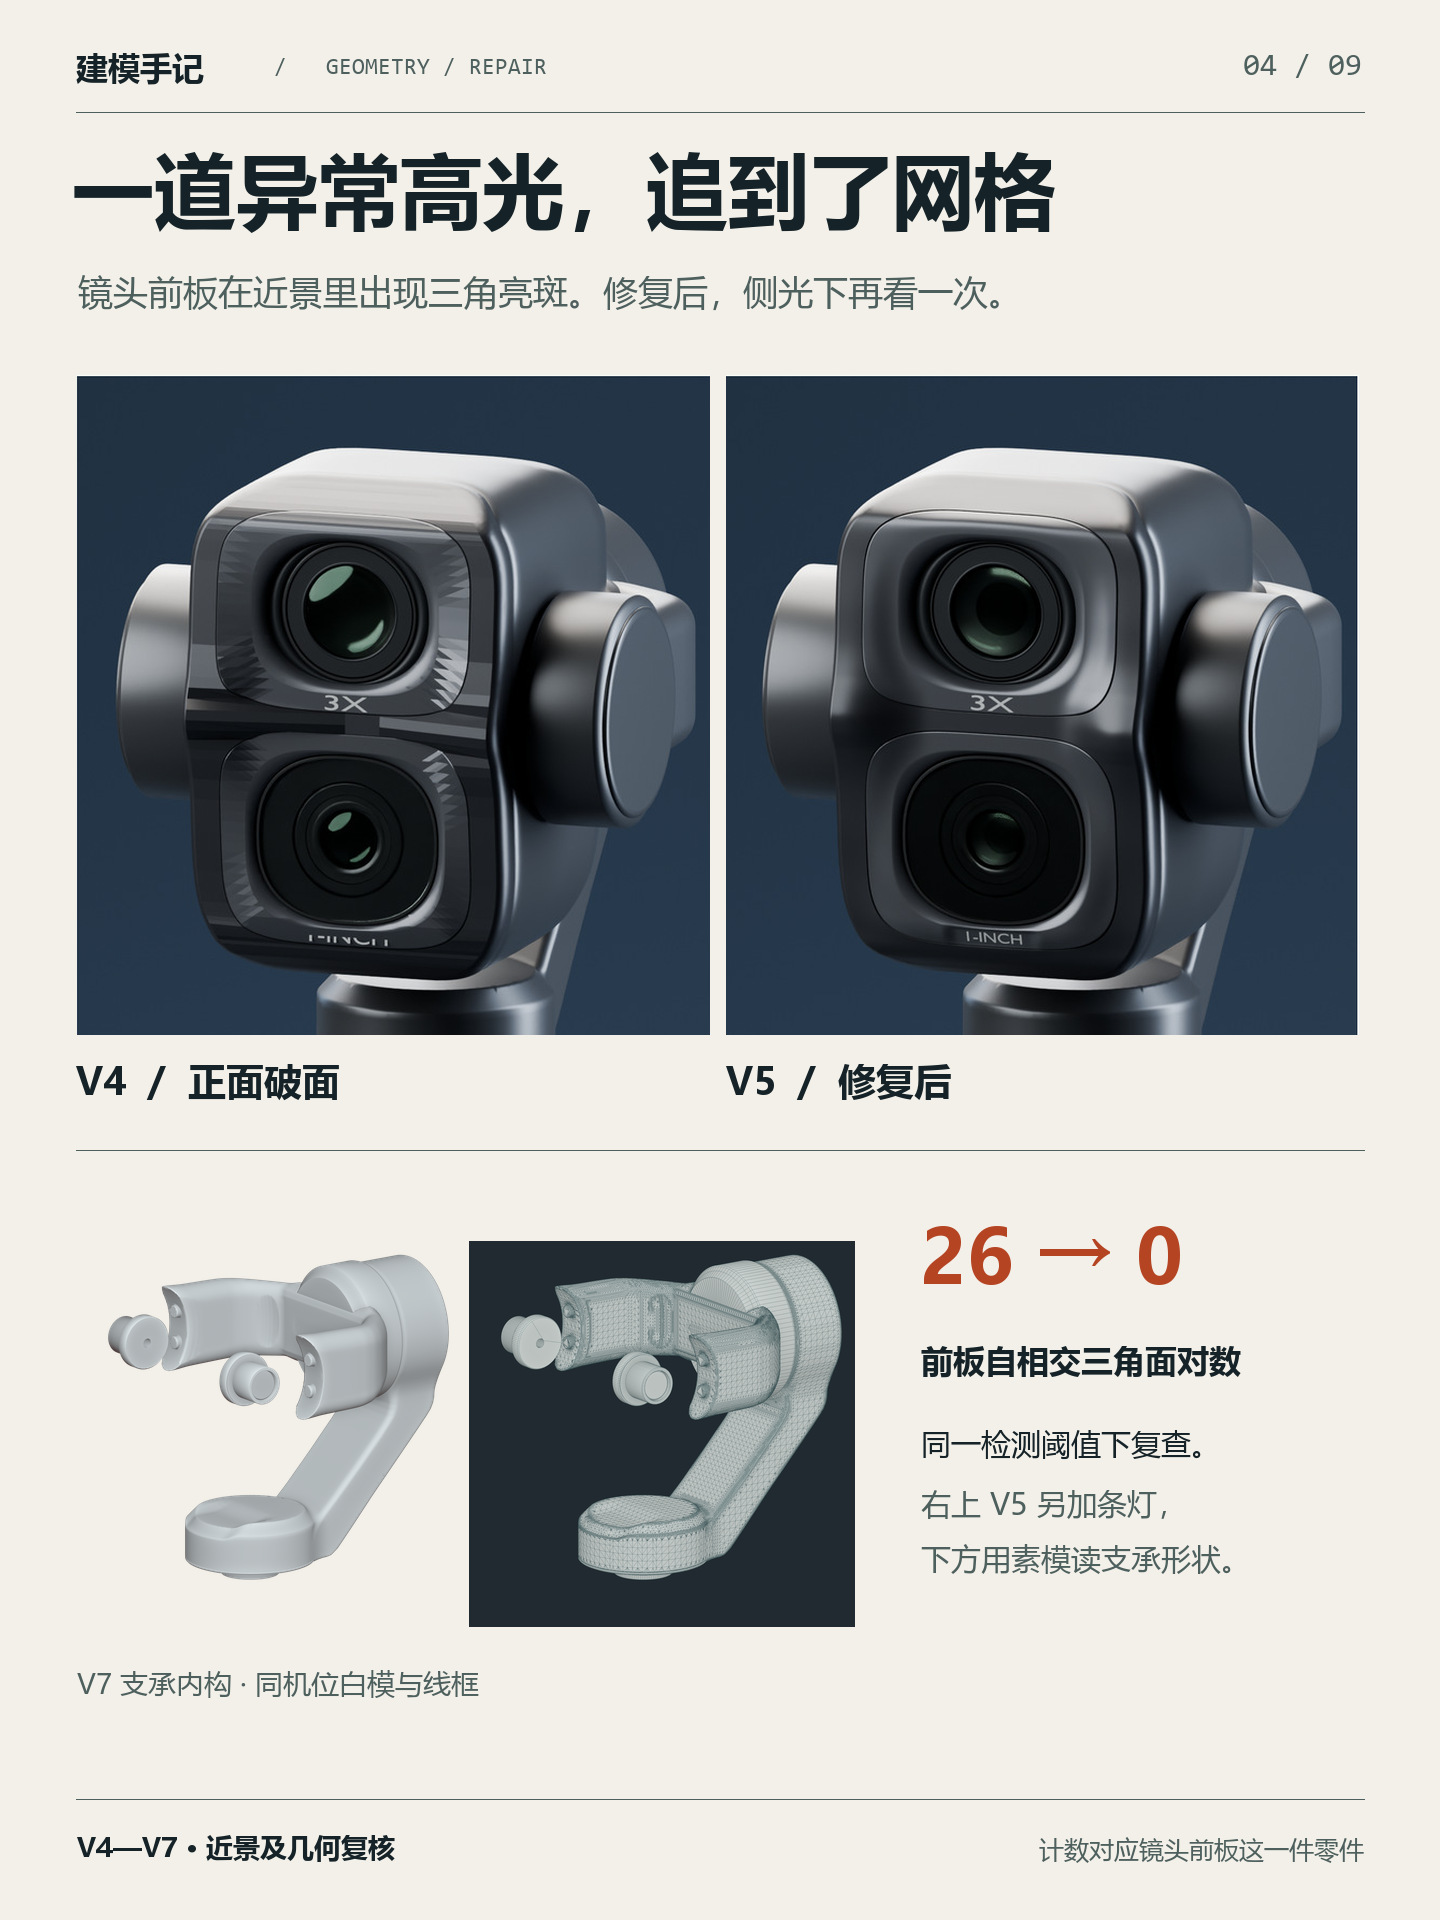 建模手记 / GEOMETRY / REPAIR 04 / 09
一道异常高光，追到了网格
镜头前板在近景里出现三角亮斑。修复后，侧光下再看一次。
3X
1-INCH
3X
1-INCH
V4 / 正面破面
V5 / 修复后
26 → 0
前板自相交三角面对数
同一检测阈值下复查。
右上 V5 另加条灯，
下方用素模读支承形状。
V7 支承内构 · 同机位白模与线框
V4—V7 • 近景及几何复核
计数对应镜头前板这一件零件